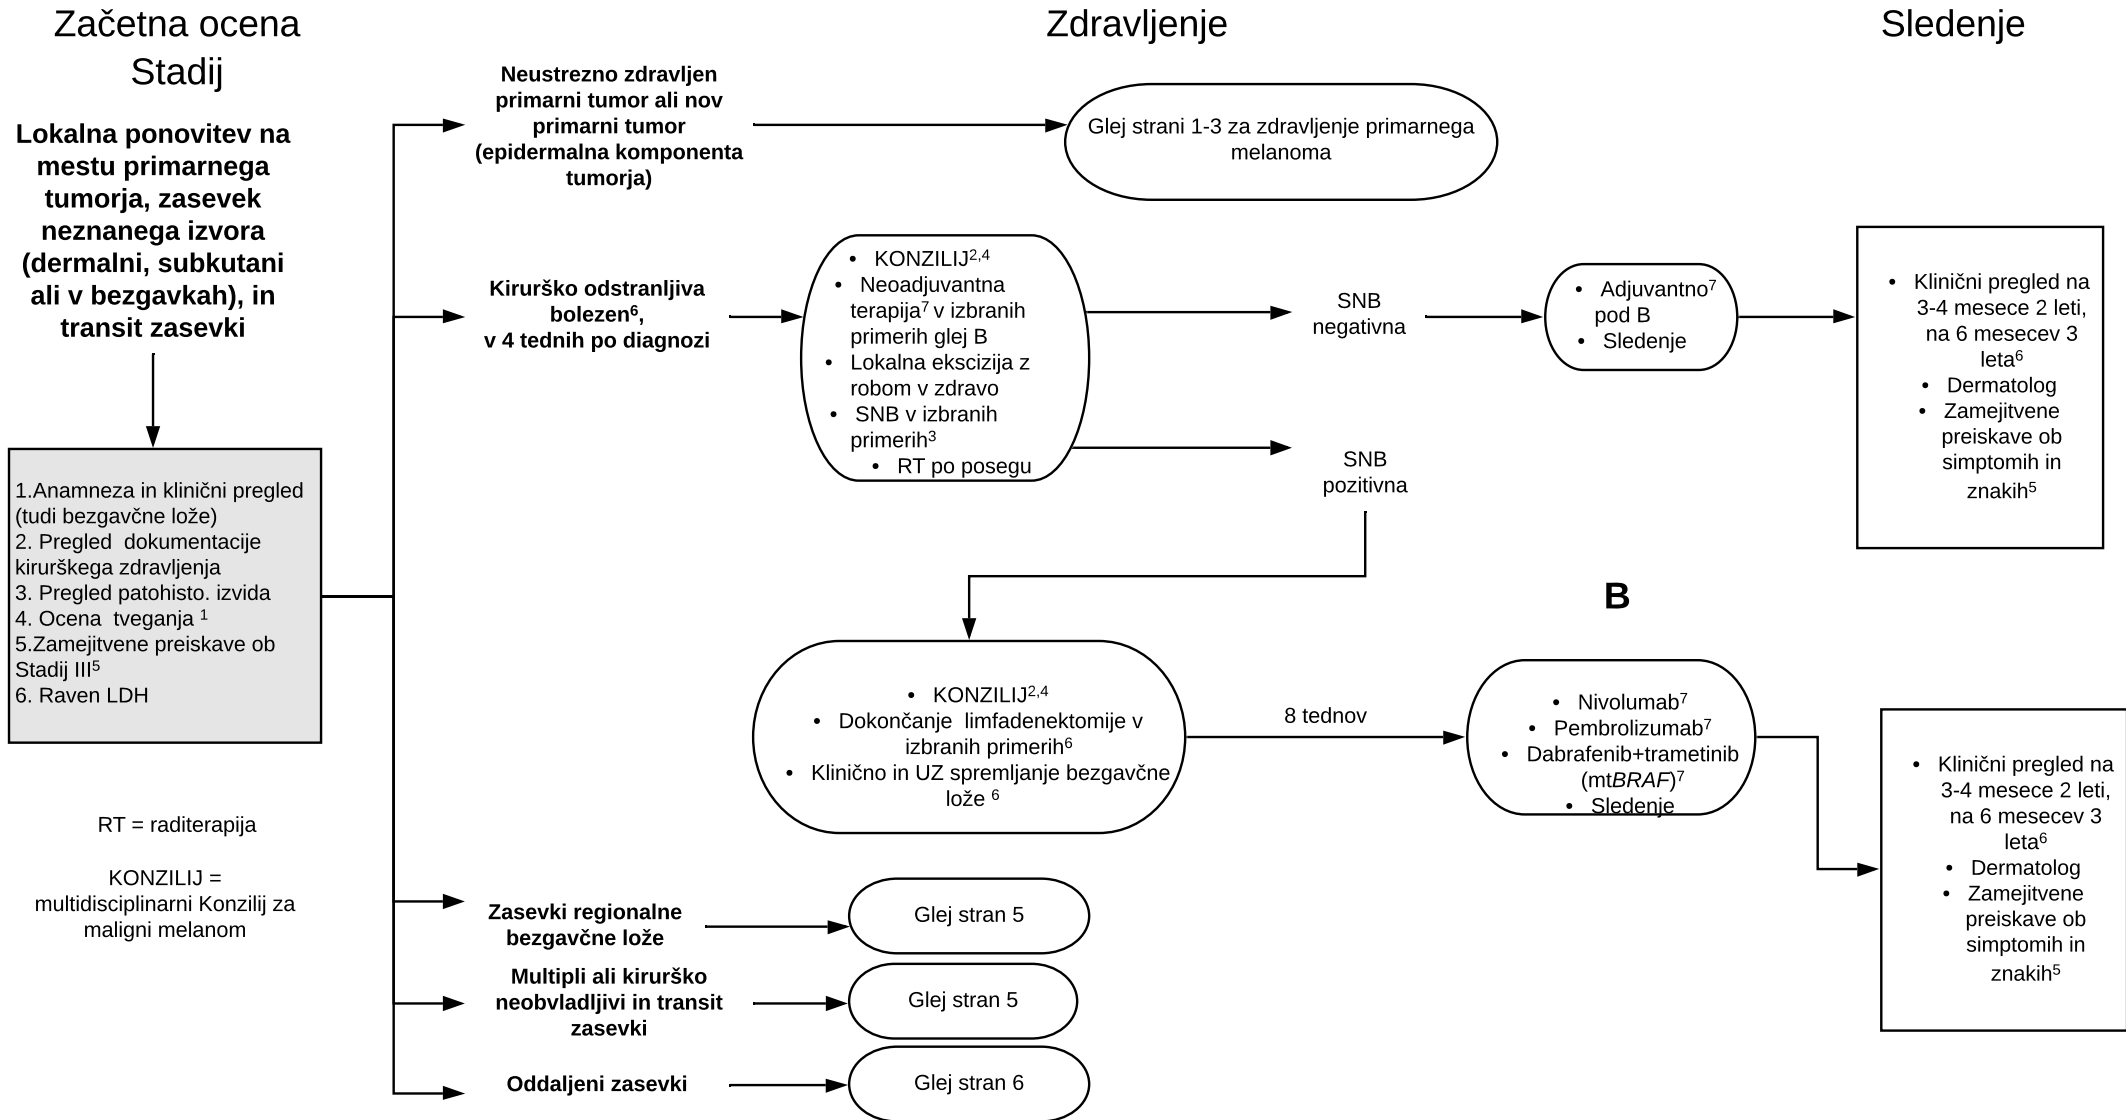 Začetna ocena
Stadij
Zdravljenje
Sledenje
Lokalna ponovitev na
mestu primarnega
tumorja, zasevek
neznanega izvora
(dermalni, subkutani
ali v bezgavkah), in
transit zasevki
1.Anamneza in klinični pregled
(tudi bezgavčne lože)
2. Pregled  dokumentacije
kirurškega zdravljenja
3. Pregled patohisto. izvida
4. Ocena  tveganja ¹
5.Zamejitvene preiskave ob
Stadij III⁵
6. Raven LDH
RT = raditerapija
KONZILIJ =
multidisciplinarni Konzilij za
maligni melanom
Neustrezno zdravljen
primarni tumor ali nov
primarni tumor
(epidermalna komponenta
tumorja)
Glej strani 1-3 za zdravljenje primarnega
melanoma
Kirurško odstranljiva
bolezen⁶,
v 4 tednih po diagnozi
• KONZILIJ²,⁴
• Neoadjuvantna
terapija⁷ v izbranih
primerih glej B
• Lokalna ekscizija z
robom v zdravo
• SNB v izbranih
primerih³
• RT po posegu
SNB
negativna
• Adjuvantno⁷
pod B
• Sledenje
• Klinični pregled na
3-4 mesece 2 leti,
na 6 mesecev 3
leta⁶
• Dermatolog
• Zamejitvene
preiskave ob
simptomih in
znakih⁵
SNB
pozitivna
• KONZILIJ²,⁴
• Dokončanje  limfadenektomije v
izbranih primerih⁶
• Klinično in UZ spremljanje bezgavčne
lože ⁶
8 tednov
B
• Nivolumab⁷
• Pembrolizumab⁷
• Dabrafenib+trametinib
(mtBRAF)⁷
• Sledenje
• Klinični pregled na
3-4 mesece 2 leti,
na 6 mesecev 3
leta⁶
• Dermatolog
• Zamejitvene
preiskave ob
simptomih in
znakih⁵
Zasevki regionalne
bezgavčne lože
Glej stran 5
Multipli ali kirurško
neobvladljivi in transit
zasevki
Glej stran 5
Oddaljeni zasevki
Glej stran 6